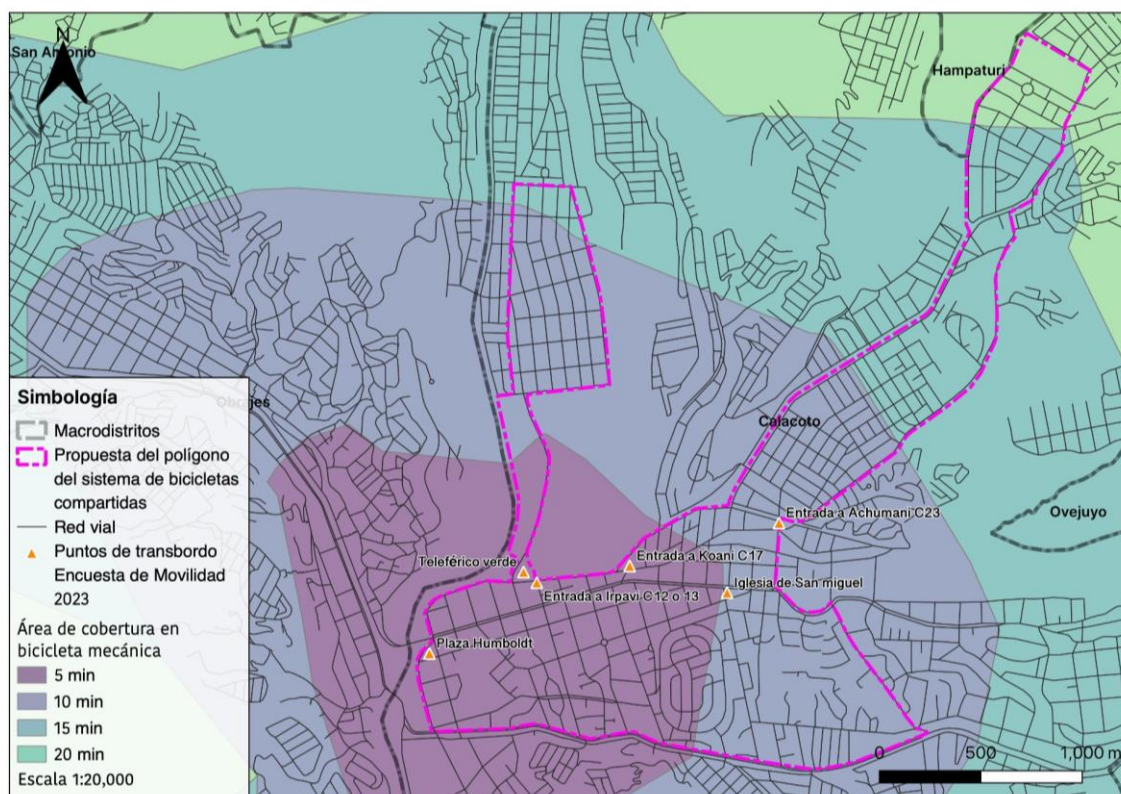 N
San Antonio
Hampaturi
Obrajes
Calacoto
Entrada a Achumani C23
Ovejuyo
Teleférico verde
Entrada a Koani C17
Entrada a Irpavi C12 o 13
Iglesia de San miguel
Plaza Humboldt
Simbología
Macrodistritos
Propuesta del polígono
del sistema de bicicletas
compartidas
Red vial
Puntos de transbordo
Encuesta de Movilidad
2023
Área de cobertura en
bicicleta mecánica
5 min
10 min
15 min
20 min
Escala 1:20,000
0 500 1,000 m